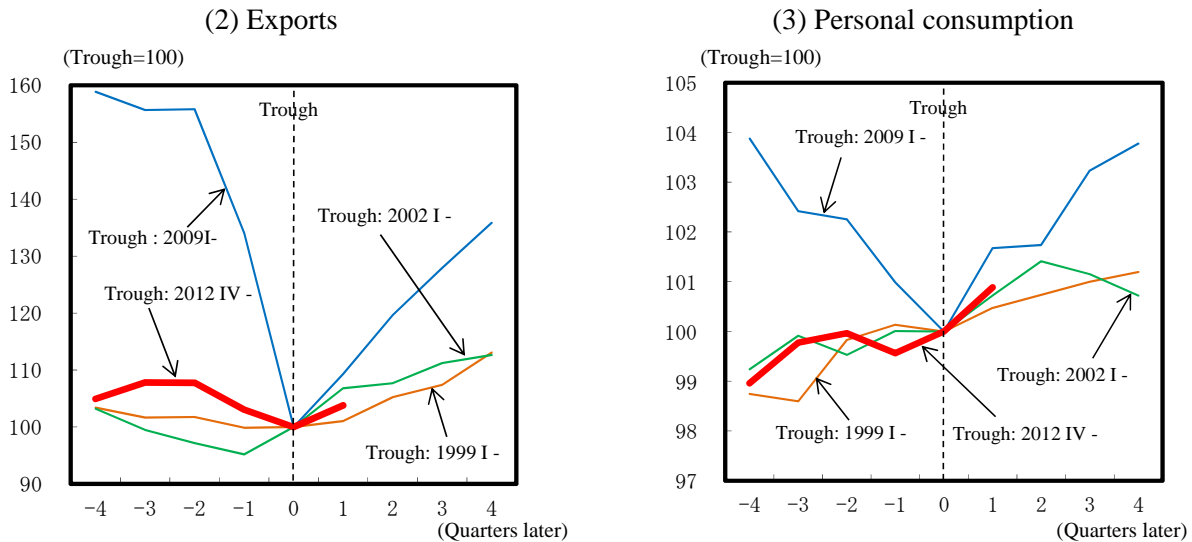 (2) Exports
(Trough=100)
160
150
140
130
120
110
100
90
Trough
Trough : 2009I-
Trough: 2002 I -
Trough: 2012 IV -
Trough: 1999 I -
-4 -3 -2 -1 0 1 2 3 4
(Quarters later)
(3) Personal consumption
(Trough=100)
105
104
103
102
101
100
99
98
97
Trough
Trough: 2009 I -
Trough: 2002 I -
Trough: 1999 I -
Trough: 2012 IV -
-4 -3 -2 -1 0 1 2 3 4
(Quarters later)